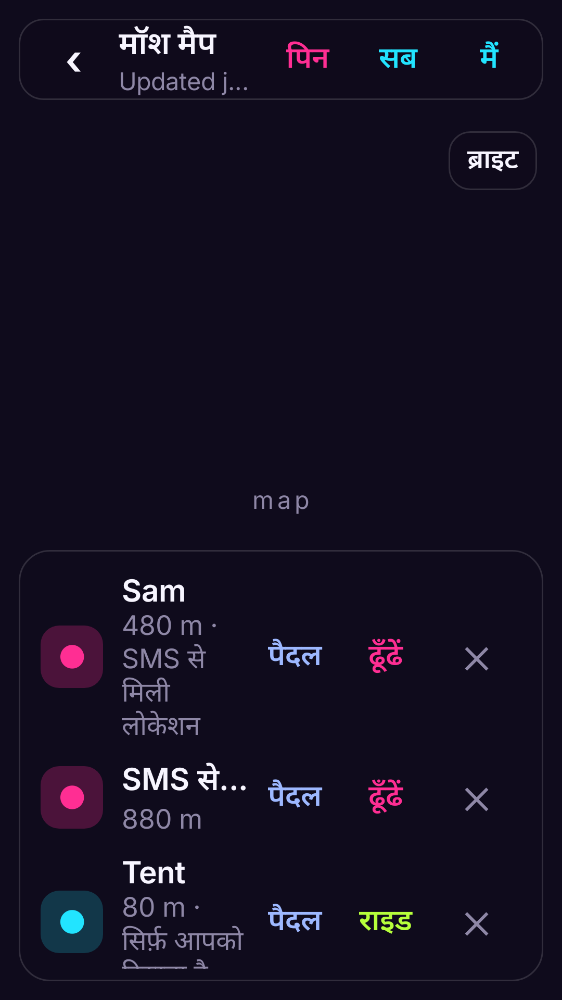 ‹
मॉश मैप
Updated j...
पिन
सब
मैं
ब्राइट
map
Sam
480 m ·
SMS से
मिली
लोकेशन
पैदल
ढूँढें
×
SMS से...
880 m
पैदल
ढूँढें
×
Tent
80 m ·
सिर्फ़ आपको
पैदल
राइड
×